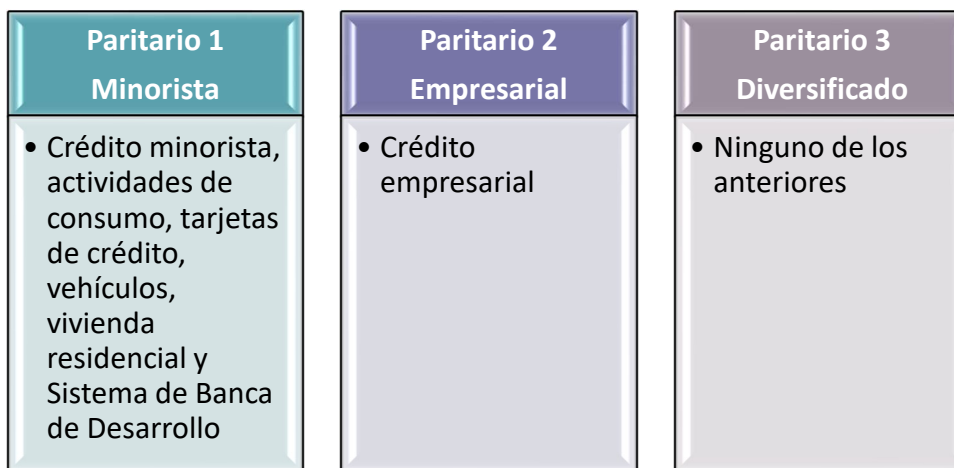 Paritario 1
Minorista
• Crédito minorista,
actividades de
consumo, tarjetas
de crédito,
vehículos,
vivienda
residencial y
Sistema de Banca
de Desarrollo
Paritario 2
Empresarial
• Crédito
empresarial
Paritario 3
Diversificado
• Ninguno de los
anteriores